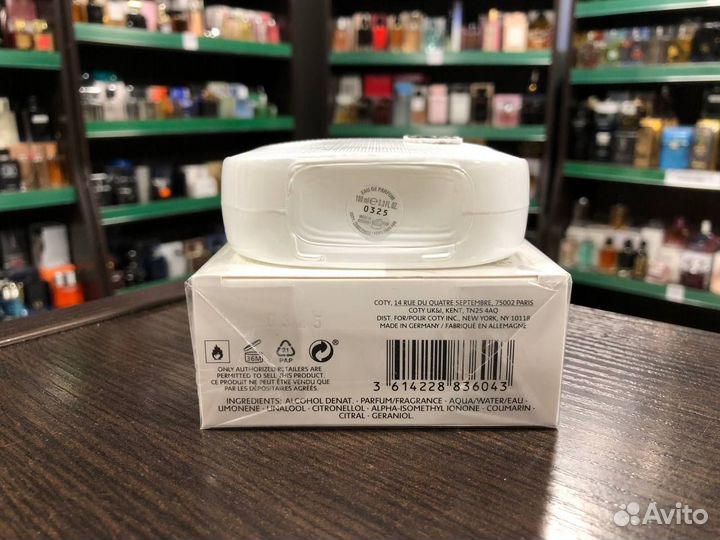 EAU DE PARFUM
100 ml e 3.3 FL.OZ.
0325
COTY, 14 RUE DU QUATRE SEPTEMBRE, 75002 PARIS
COTY UK&I, KENT, TN25 4AQ
DIST. FOR/POUR COTY INC., NEW YORK, NY 10118
MADE IN GERMANY / FABRIQUÉ EN ALLEMAGNE
36M
21
PAP
ONLY AUTHORIZED RETAILERS ARE
PERMITTED TO SELL THIS PRODUCT.
CE PRODUIT NE PEUT ÊTRE VENDU QUE
PAR LES DÉPOSITAIRES AGRÉÉS.
3 614228 836043
INGREDIENTS: ALCOHOL DENAT. · PARFUM/FRAGRANCE · AQUA/WATER/EAU ·
LIMONENE · LINALOOL · CITRONELLOL · ALPHA-ISOMETHYL IONONE · COUMARIN ·
CITRAL · GERANIOL.
Avito